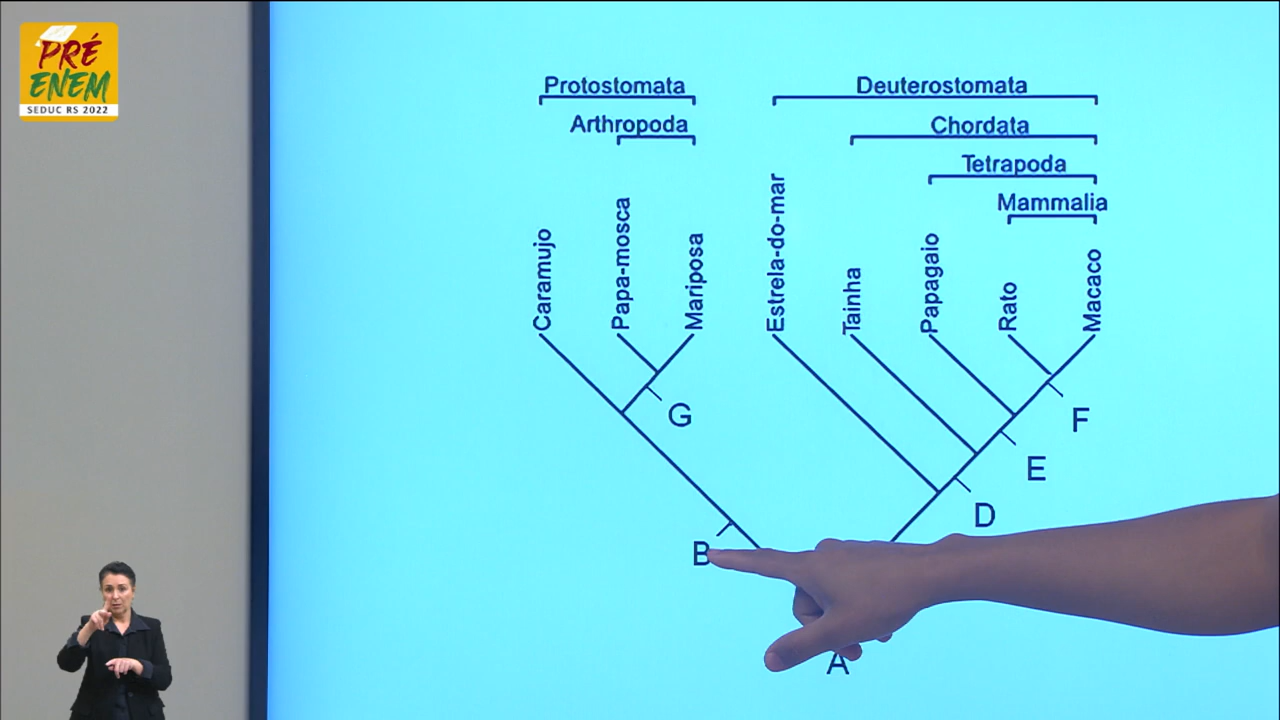 PRÉ
ENEM
SEDUC RS 2022
Protostomata
Deuterostomata
Arthropoda
Chordata
Tetrapoda
Mammalia
Caramujo
Papa-mosca
Mariposa
Estrela-do-mar
Tainha
Papagaio
Rato
Macaco
G
F
E
D
B
A